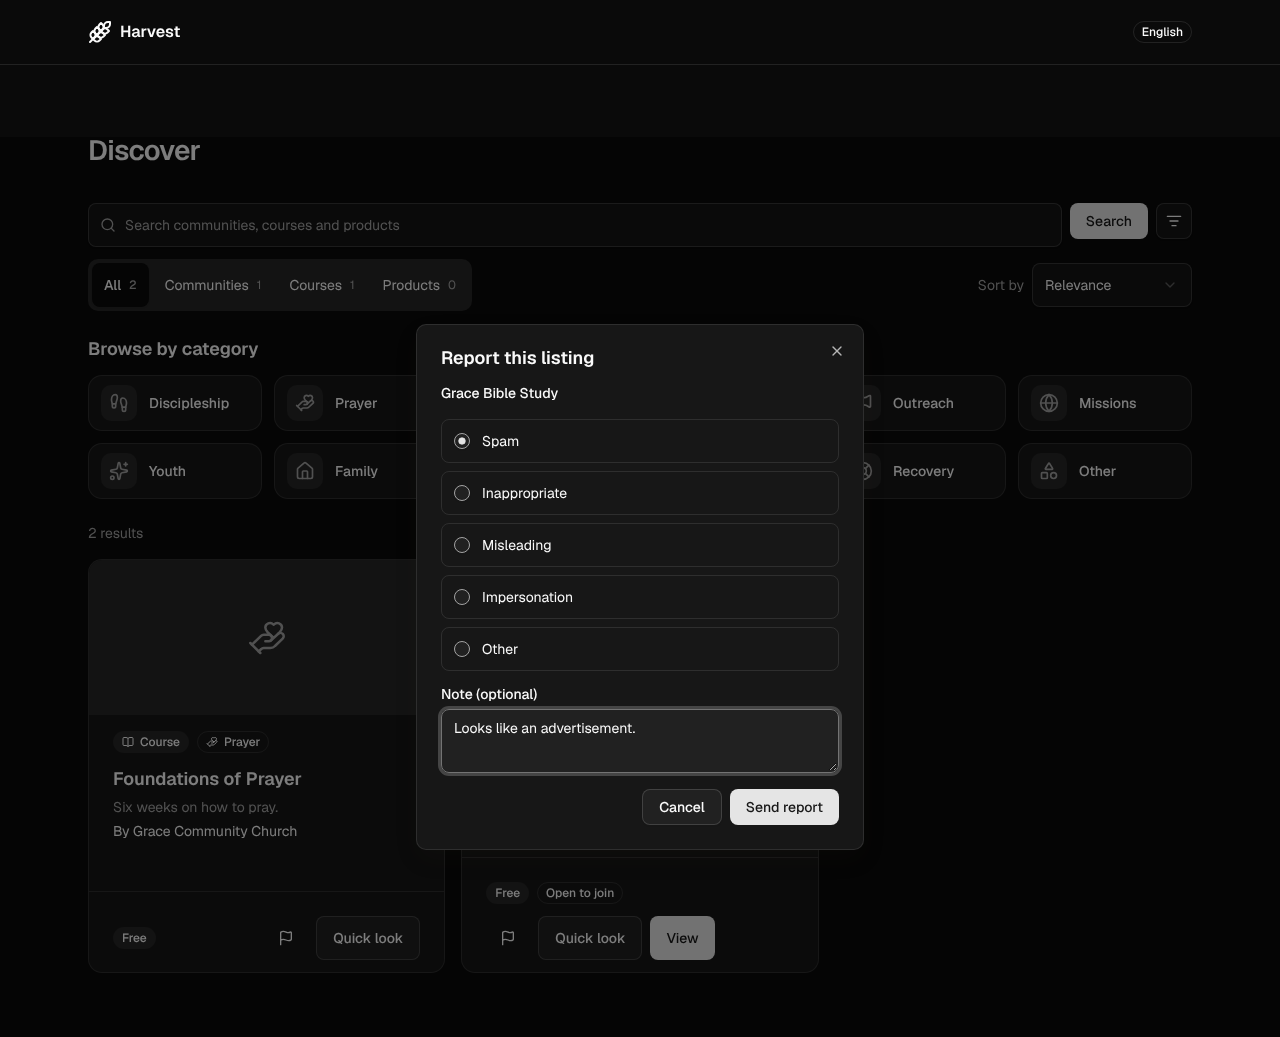 Harvest
English
Discover
Search communities, courses and products
Search
All 2
Communities 1
Courses 1
Products 0
Sort by
Relevance
Browse by category
Discipleship
Prayer
Outreach
Missions
Youth
Family
Recovery
Other
2 results
Report this listing
Grace Bible Study
Spam
Inappropriate
Misleading
Impersonation
Other
Note (optional)
Looks like an advertisement.
Cancel
Send report
Course
Prayer
Foundations of Prayer
Six weeks on how to pray.
By Grace Community Church
Free
Quick look
Free
Open to join
Quick look
View